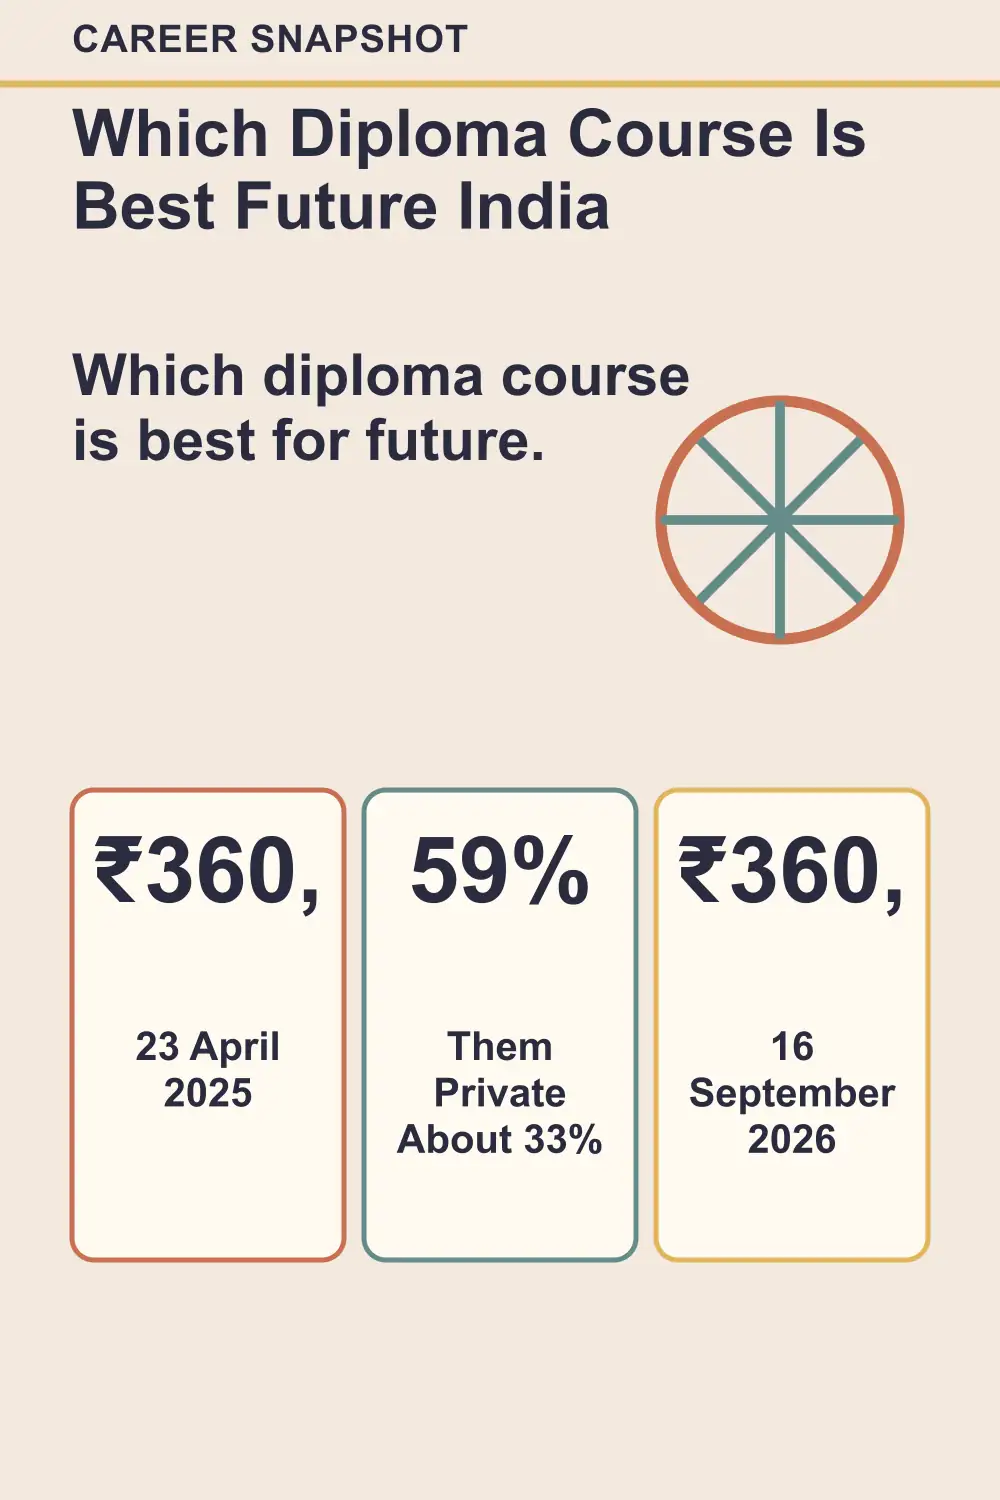 CAREER SNAPSHOT
Which Diploma Course Is
Best Future India
Which diploma course
is best for future.
₹360,
23 April
2025
59%
Them
Private
About 33%
₹360,
16
September
2026